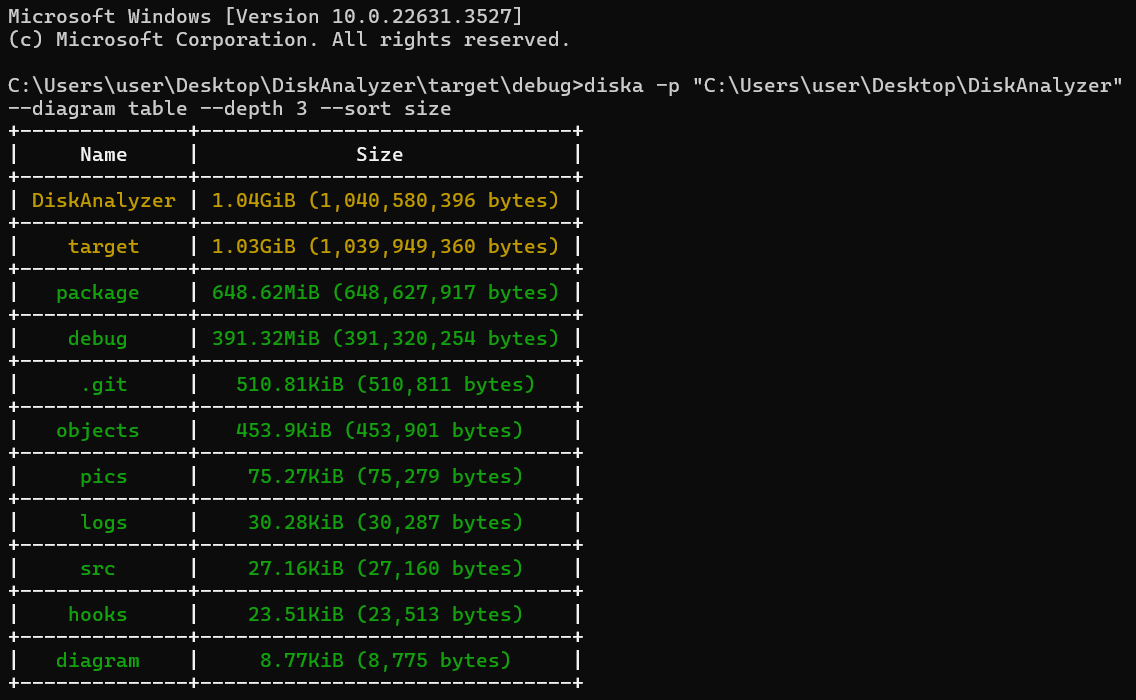 Microsoft Windows [Version 10.0.22631.3527]
(c) Microsoft Corporation. All rights reserved.

C:\Users\user\Desktop\DiskAnalyzer\target\debug>diska -p "C:\Users\user\Desktop\DiskAnalyzer"
--diagram table --depth 3 --sort size
+--------------+-------------------------------+
|     Name     |             Size              |
+--------------+-------------------------------+
| DiskAnalyzer | 1.04GiB (1,040,580,396 bytes) |
+--------------+-------------------------------+
|    target    | 1.03GiB (1,039,949,360 bytes) |
+--------------+-------------------------------+
|   package    | 648.62MiB (648,627,917 bytes) |
+--------------+-------------------------------+
|    debug     | 391.32MiB (391,320,254 bytes) |
+--------------+-------------------------------+
|     .git     |   510.81KiB (510,811 bytes)   |
+--------------+-------------------------------+
|   objects    |   453.9KiB (453,901 bytes)    |
+--------------+-------------------------------+
|     pics     |    75.27KiB (75,279 bytes)    |
+--------------+-------------------------------+
|     logs     |    30.28KiB (30,287 bytes)    |
+--------------+-------------------------------+
|     src      |    27.16KiB (27,160 bytes)    |
+--------------+-------------------------------+
|    hooks     |    23.51KiB (23,513 bytes)    |
+--------------+-------------------------------+
|   diagram    |     8.77KiB (8,775 bytes)     |
+--------------+-------------------------------+